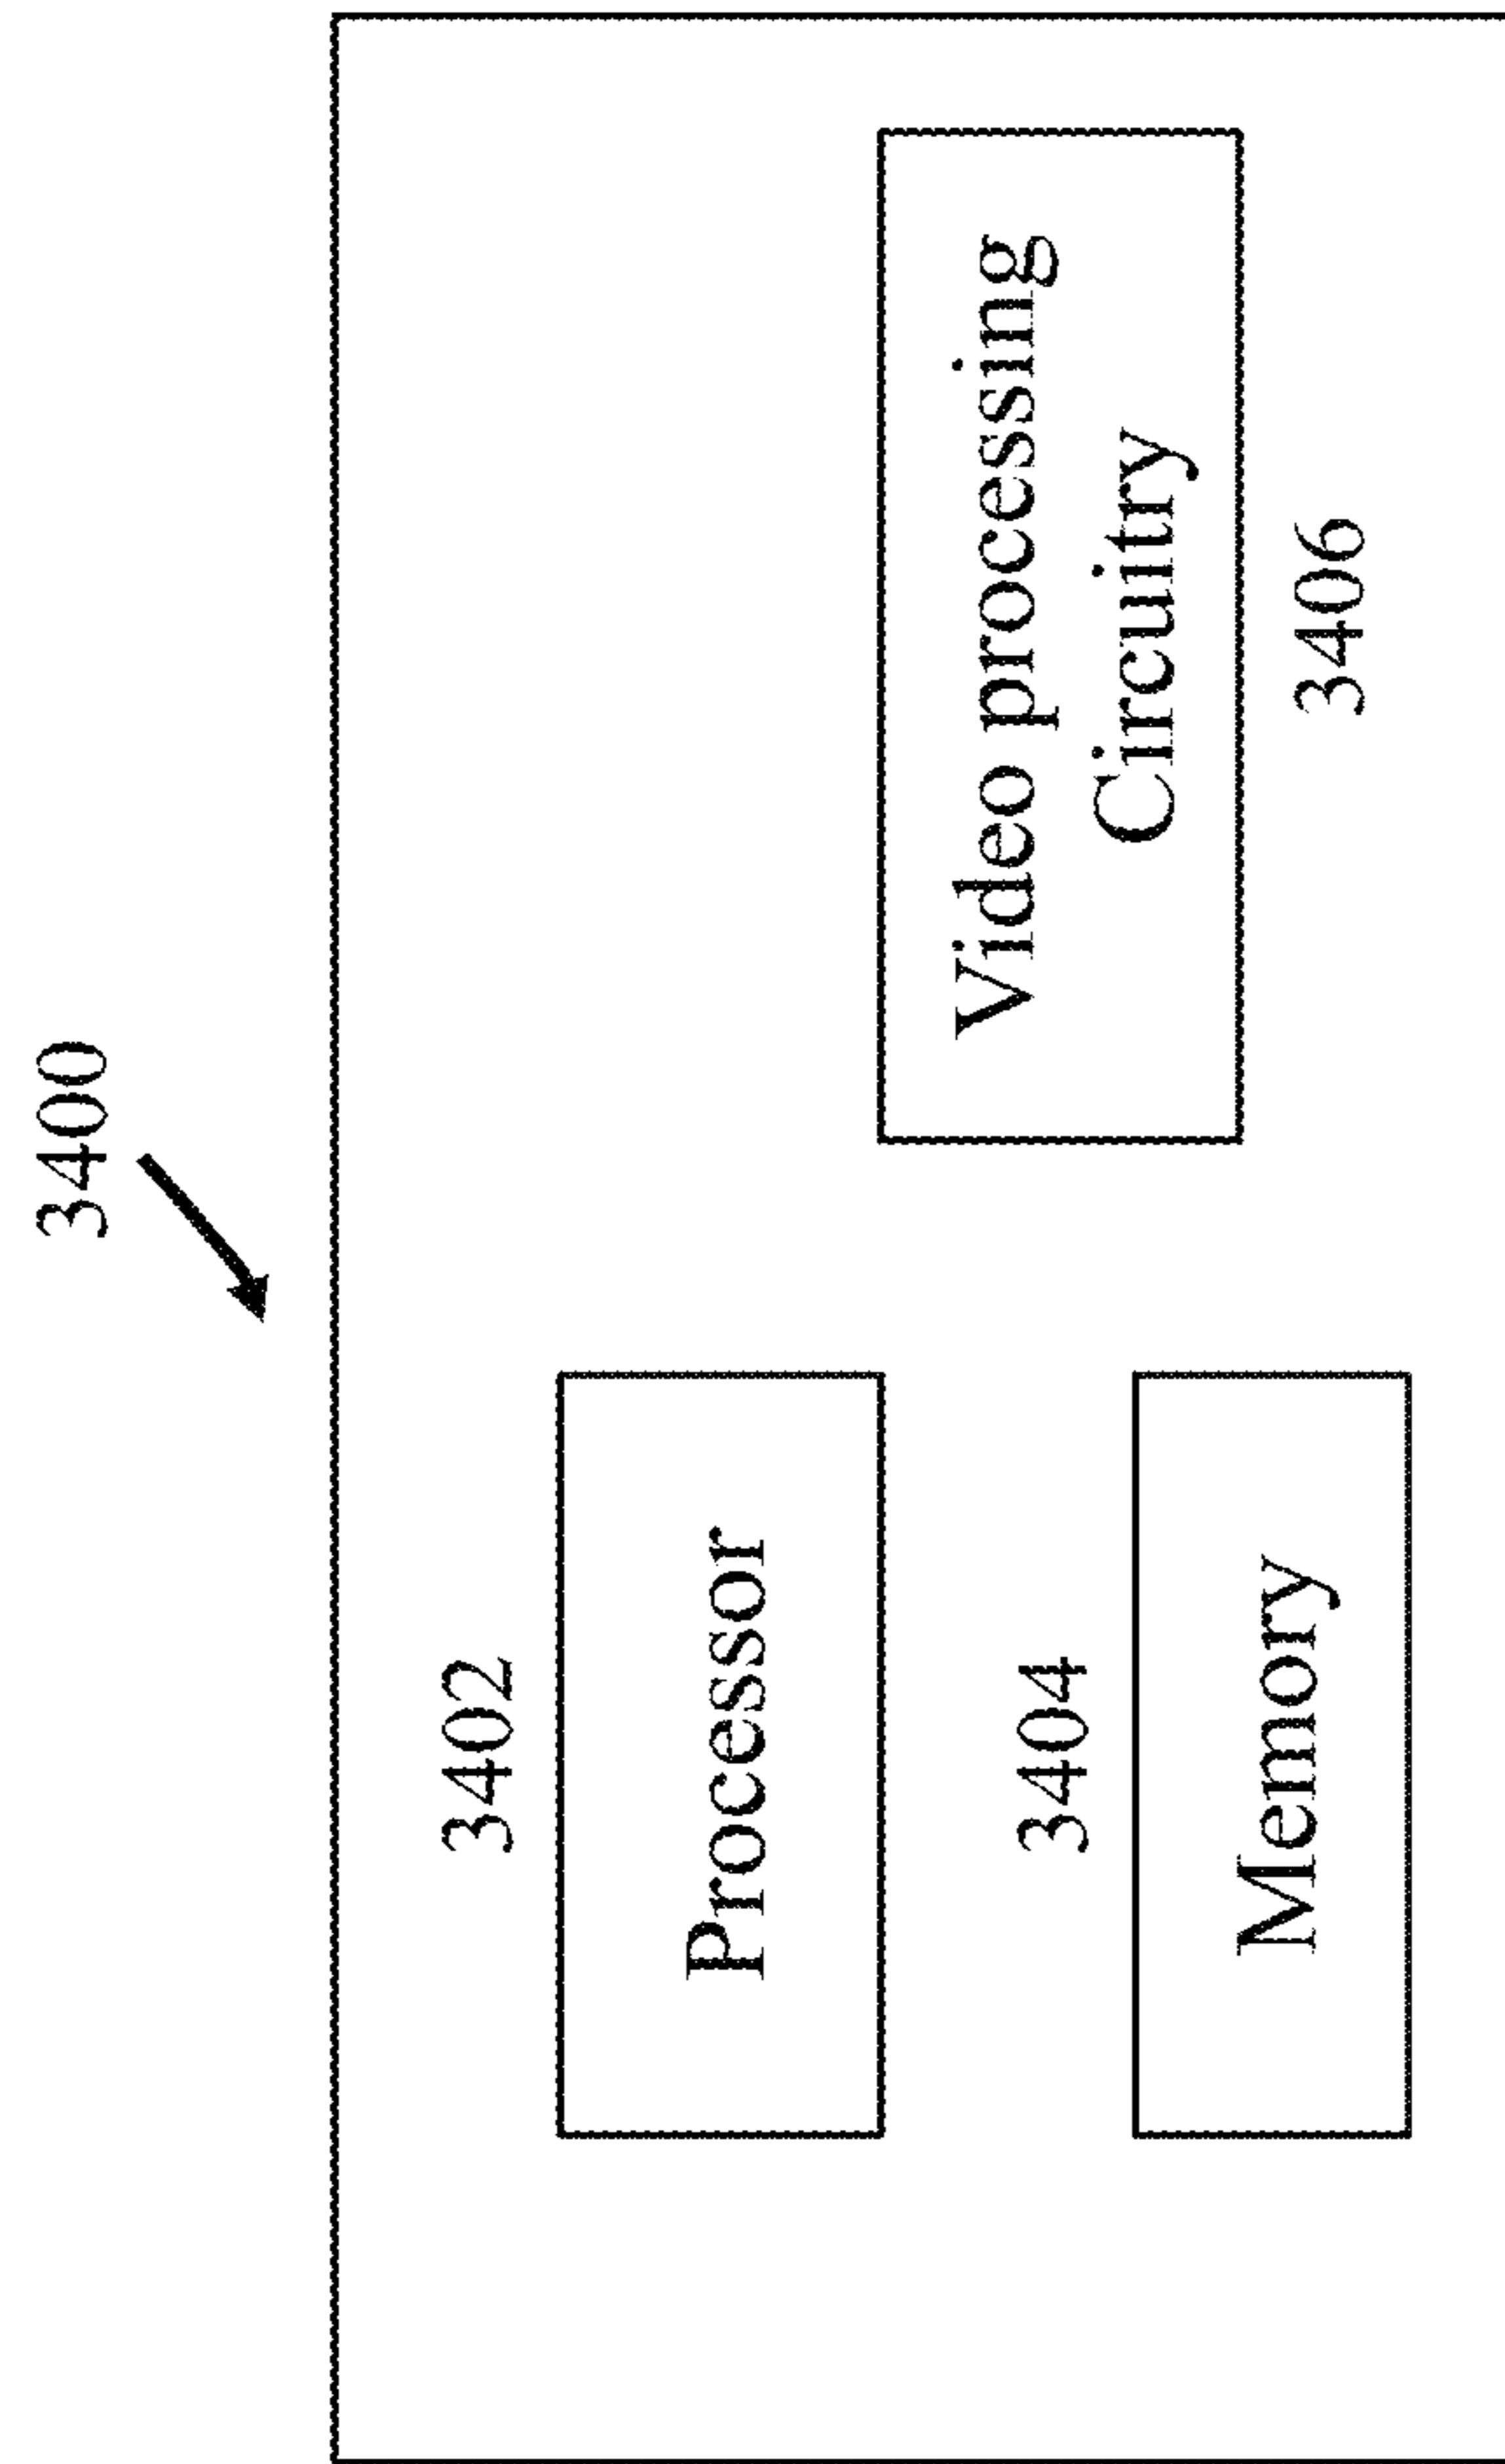 3400
3402
Processor
3404
Memory
Video processing
Circuitry
3406